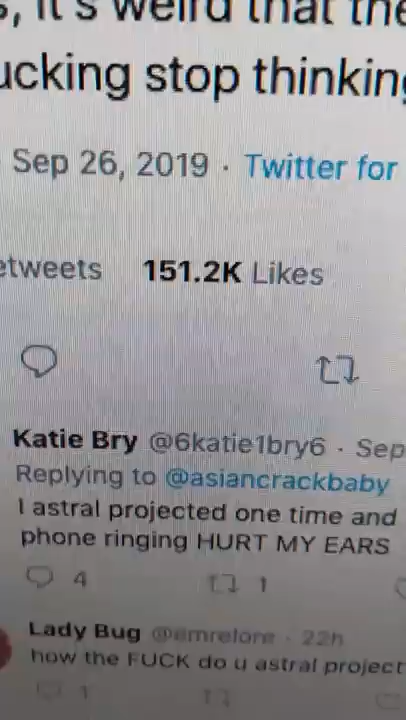 , it's weird that the
ucking stop thinking
Sep 26, 2019 · Twitter for
etweets 151.2K Likes
Katie Bry @6katie1bry6 · Sep
Replying to @asiancrackbaby
I astral projected one time and
phone ringing HURT MY EARS
4 1
Lady Bug @emrelore · 22h
how the FUCK do u astral project
1